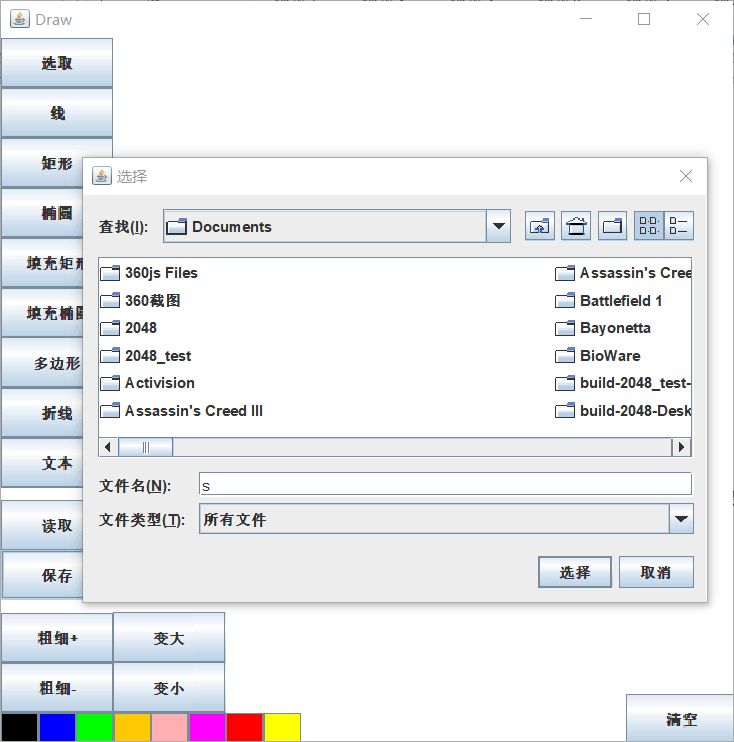 Draw
选取
线
矩形
椭圆
填充矩形
填充椭圆
多边形
折线
文本
读取
保存
粗细+
变大
粗细-
变小
清空
选择
查找(I):
Documents
360js Files
360截图
2048
2048_test
Activision
Assassin's Creed III
Assassin's Cree
Battlefield 1
Bayonetta
BioWare
build-2048_test-
build-2048-Desk
文件名(N):
s
文件类型(T):
所有文件
选择
取消